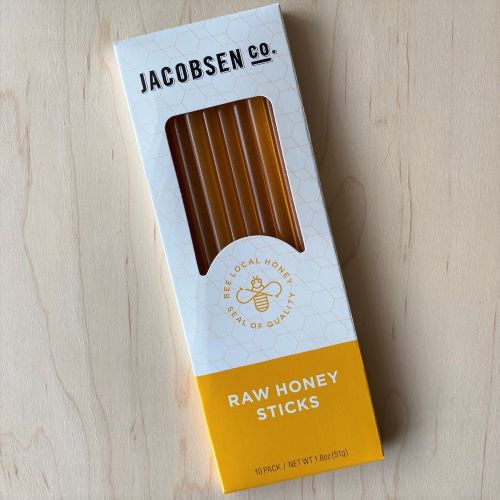 JACOBSEN CO.
BEE LOCAL HONEY
SEAL OF QUALITY
RAW HONEY
STICKS
10 PACK / NET WT 1.8oz (51g)